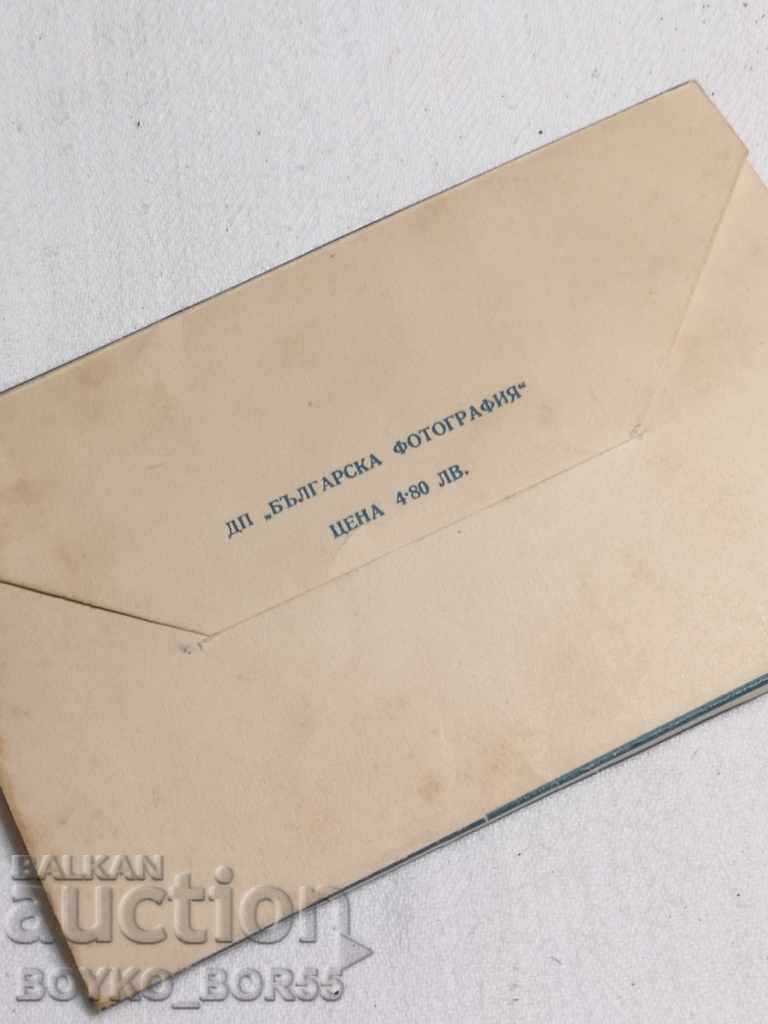 ДП „БЪЛГАРСКА ФОТОГРАФИЯ“
ЦЕНА 4·80 ЛВ.
BALKAN
auction
BOYKO_BOR55